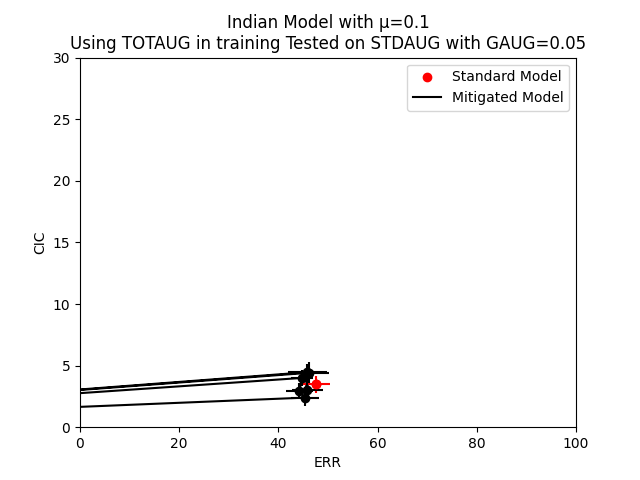 Indian Model with μ=0.1
Using TOTAUG in training Tested on STDAUG with GAUG=0.05
Standard Model
Mitigated Model
30
25
20
15
10
5
0
CIC
0 20 40 60 80 100
ERR